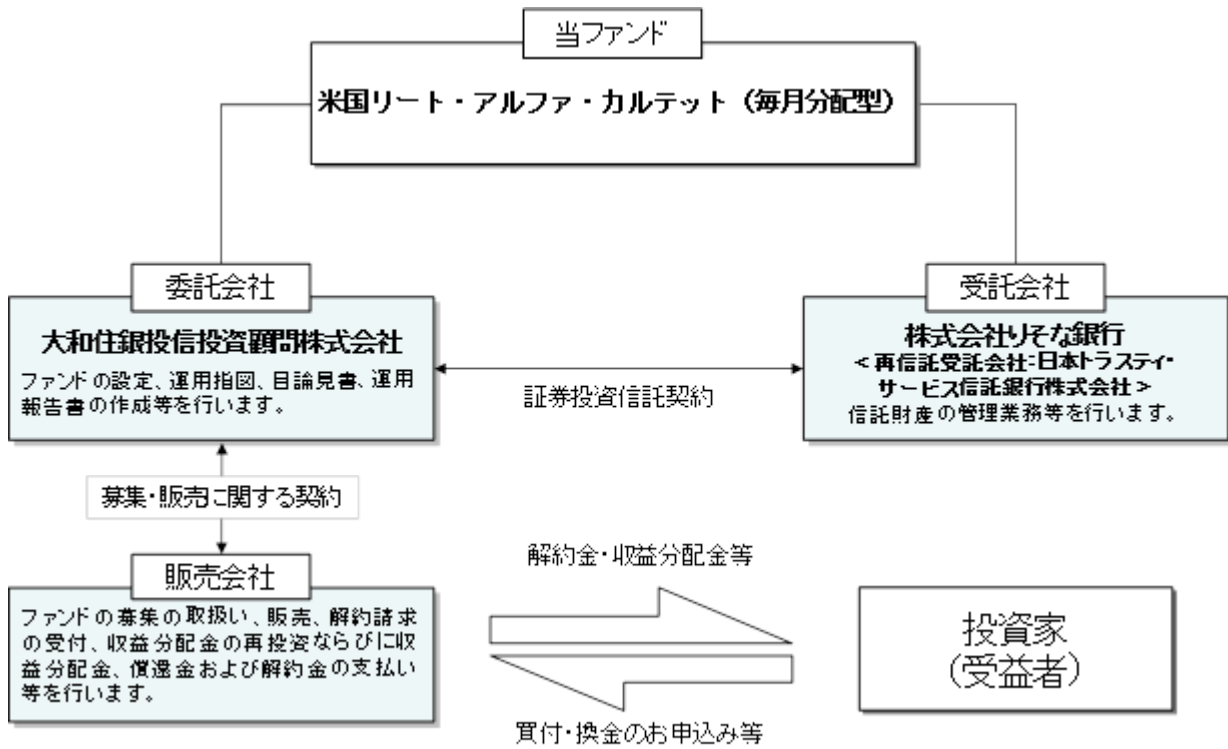 当ファンド
米国リート・アルファ・カルテット（毎月分配型）
委託会社
大和住銀投信投資顧問株式会社
ファンドの設定、運用指図、目論見書、運用
報告書の作成等を行います。
証券投資信託契約
受託会社
株式会社りそな銀行
＜再信託受託会社：日本トラスティ・
サービス信託銀行株式会社＞
信託財産の管理業務等を行います。
募集・販売に関する契約
販売会社
ファンドの募集の取扱い、販売、解約請求
の受付、収益分配金の再投資ならびに収
益分配金、償還金および解約金の支払い
等を行います。
解約金・収益分配金等
買付・換金のお申込み等
投資家
（受益者）